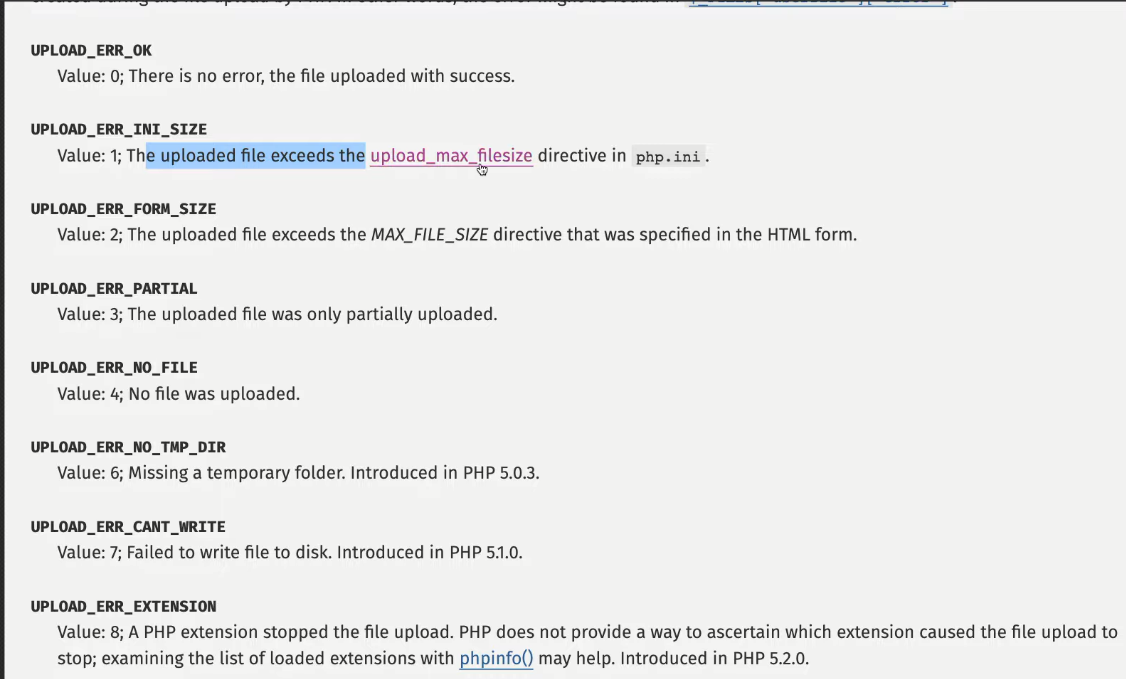 UPLOAD_ERR_OK
Value: 0; There is no error, the file uploaded with success.
UPLOAD_ERR_INI_SIZE
Value: 1; The uploaded file exceeds the upload_max_filesize directive in php.ini.
UPLOAD_ERR_FORM_SIZE
Value: 2; The uploaded file exceeds the MAX_FILE_SIZE directive that was specified in the HTML form.
UPLOAD_ERR_PARTIAL
Value: 3; The uploaded file was only partially uploaded.
UPLOAD_ERR_NO_FILE
Value: 4; No file was uploaded.
UPLOAD_ERR_NO_TMP_DIR
Value: 6; Missing a temporary folder. Introduced in PHP 5.0.3.
UPLOAD_ERR_CANT_WRITE
Value: 7; Failed to write file to disk. Introduced in PHP 5.1.0.
UPLOAD_ERR_EXTENSION
Value: 8; A PHP extension stopped the file upload. PHP does not provide a way to ascertain which extension caused the file upload to
stop; examining the list of loaded extensions with phpinfo() may help. Introduced in PHP 5.2.0.